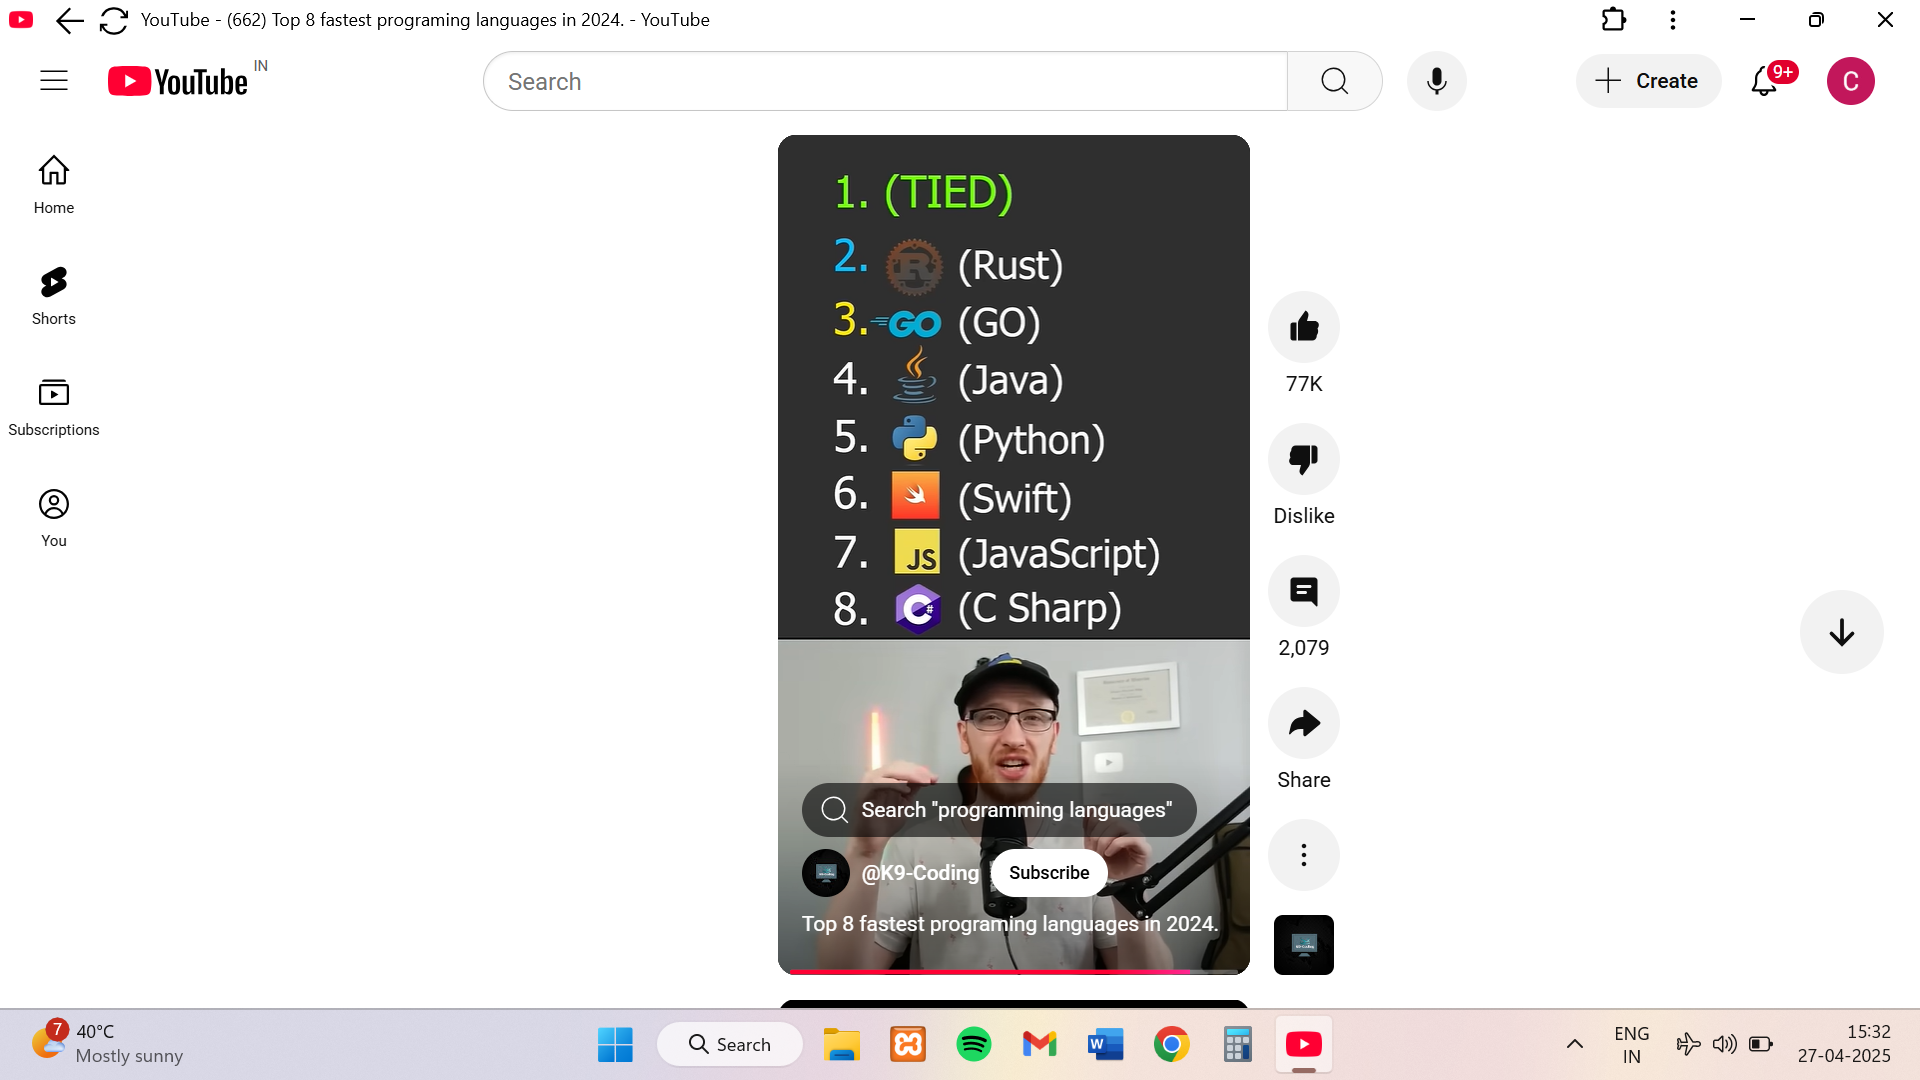 YouTube - (662) Top 8 fastest programing languages in 2024. - YouTube
YouTube IN
Search
Create
9+
C
Home
Shorts
Subscriptions
You
1. (TIED)
2. R (Rust)
3. GO (GO)
4. (Java)
5. (Python)
6. (Swift)
7. JS (JavaScript)
8. C# (C Sharp)
Search "programming languages"
@K9-Coding Subscribe
Top 8 fastest programing languages in 2024.
77K
Dislike
2,079
Share
7
40°C
Mostly sunny
Search
W
ENG
IN
15:32
27-04-2025